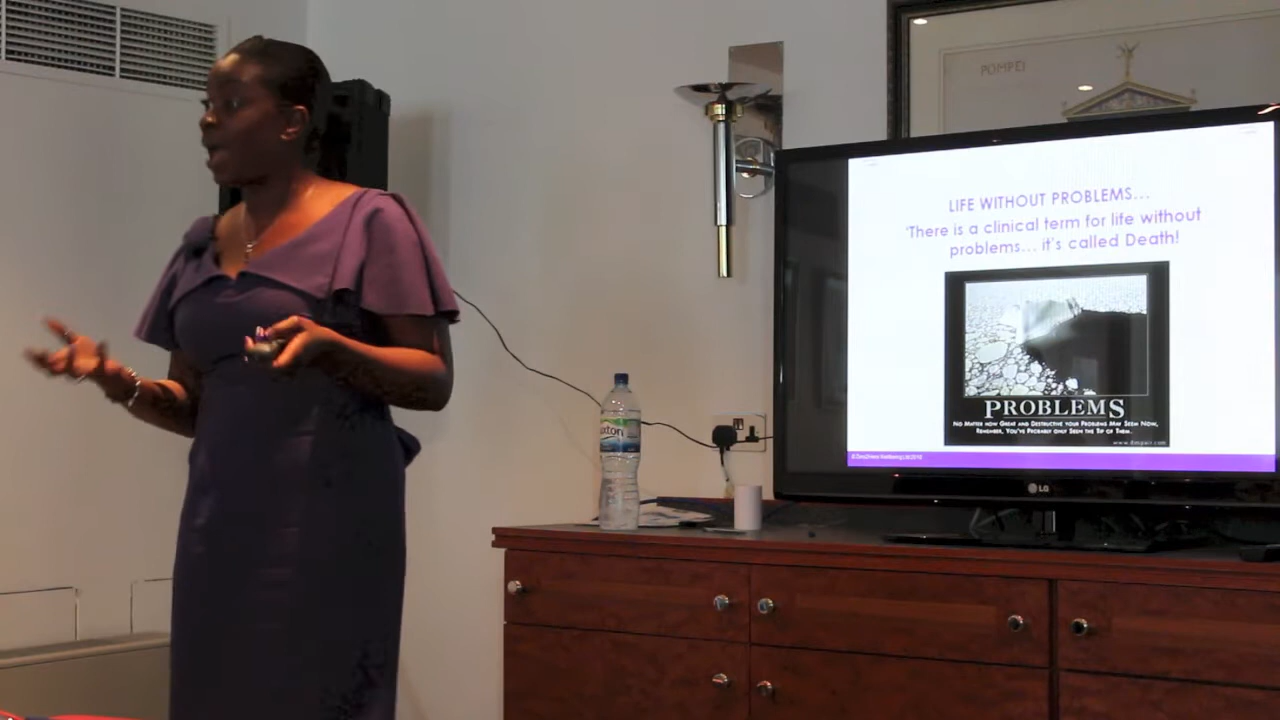 POMPEI
LIFE WITHOUT PROBLEMS...
'There is a clinical term for life without
problems... it's called Death!
PROBLEMS
NO MATTER HOW GREAT AND DESTRUCTIVE YOUR PROBLEMS MAY SEEM NOW,
REMEMBER, YOU'VE PROBABLY ONLY SEEN THE TIP OF THEM.
LG
uxton